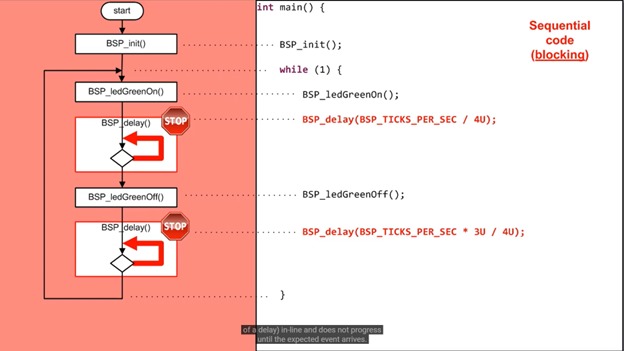 start
int main() {
Sequential
code
(blocking)
BSP_init()
BSP_init();
while (1) {
BSP_ledGreenOn()
BSP_ledGreenOn();
BSP_delay()
STOP
BSP_delay(BSP_TICKS_PER_SEC / 4U);
BSP_ledGreenOff()
BSP_ledGreenOff();
BSP_delay()
STOP
BSP_delay(BSP_TICKS_PER_SEC * 3U / 4U);
}
of a delay) in-line and does not progress
until the expected event arrives.